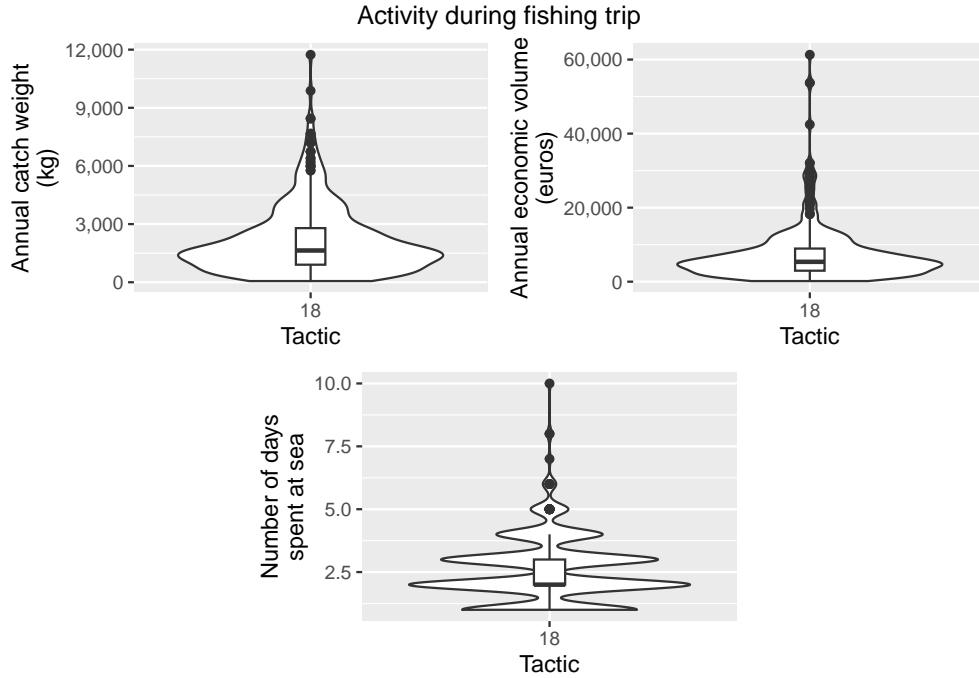 Activity during fishing trip
Annual catch weight
(kg)
12,000
9,000
6,000
3,000
0
18
Tactic
Annual economic volume
(euros)
60,000
40,000
20,000
0
18
Tactic
Number of days
spent at sea
10.0
7.5
5.0
2.5
18
Tactic